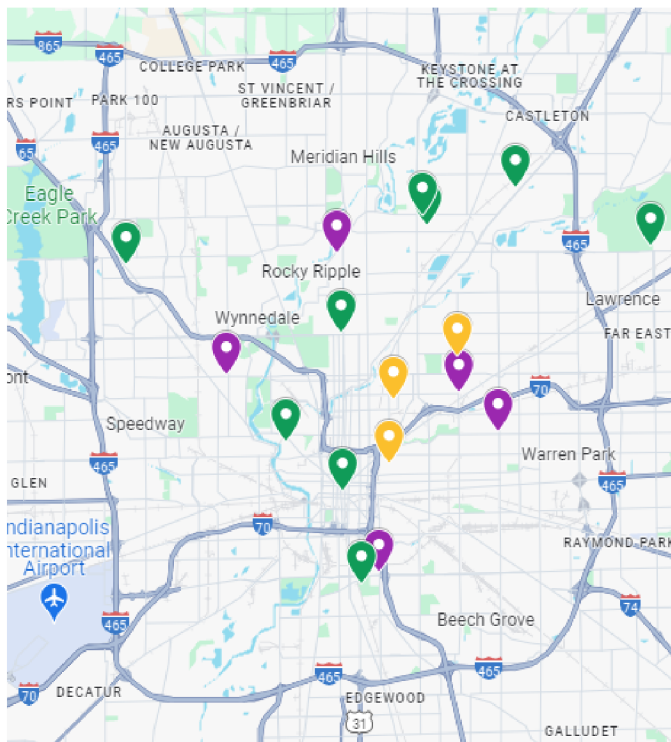 865
465
COLLEGE PARK
465
KEYSTONE AT
THE CROSSING
ST VINCENT /
GREENBRIAR
RS POINT
PARK 100
CASTLETON
AUGUSTA /
NEW AUGUSTA
465
65
Meridian Hills
Eagle
Creek Park
465
Rocky Ripple
Lawrence
Wynnedale
FAR EAST
ont
70
Speedway
Warren Park
465
GLEN
465
70
Indianapolis
International
Airport
RAYMOND PARK
74
465
Beech Grove
465
465
70
DECATUR
EDGEWOOD
31
GALLUDET